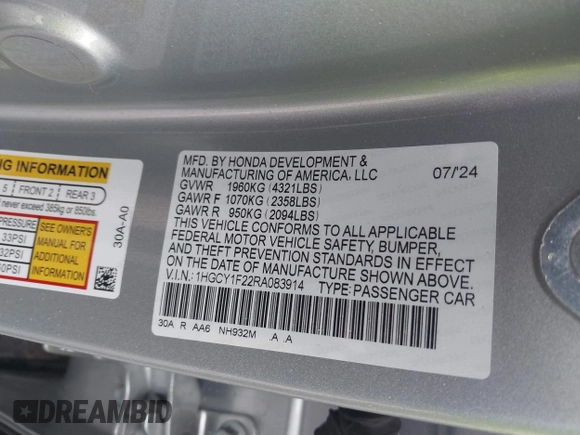 MFD. BY HONDA DEVELOPMENT & 07/'24
MANUFACTURING OF AMERICA, LLC
GVWR 1960KG (4321LBS)
GAWR F 1070KG (2358LBS)
GAWR R 950KG (2094LBS)
THIS VEHICLE CONFORMS TO ALL APPLICABLE
FEDERAL MOTOR VEHICLE SAFETY, BUMPER,
AND THEFT PREVENTION STANDARDS IN EFFECT
ON THE DATE OF MANUFACTURE SHOWN ABOVE.
V.I.N.: 1HGCY1F22RA083914 TYPE: PASSENGER CAR
30A R AA6 NH932M .A .A
NG INFORMATION
5 FRONT 2 REAR 3
never exceed 385kg or 850lbs.
PRESSURE
33PSI
32PSI
60PSI
SEE OWNER'S
MANUAL FOR
ADDITIONAL
INFORMATION
30A-A0
DREAMBID